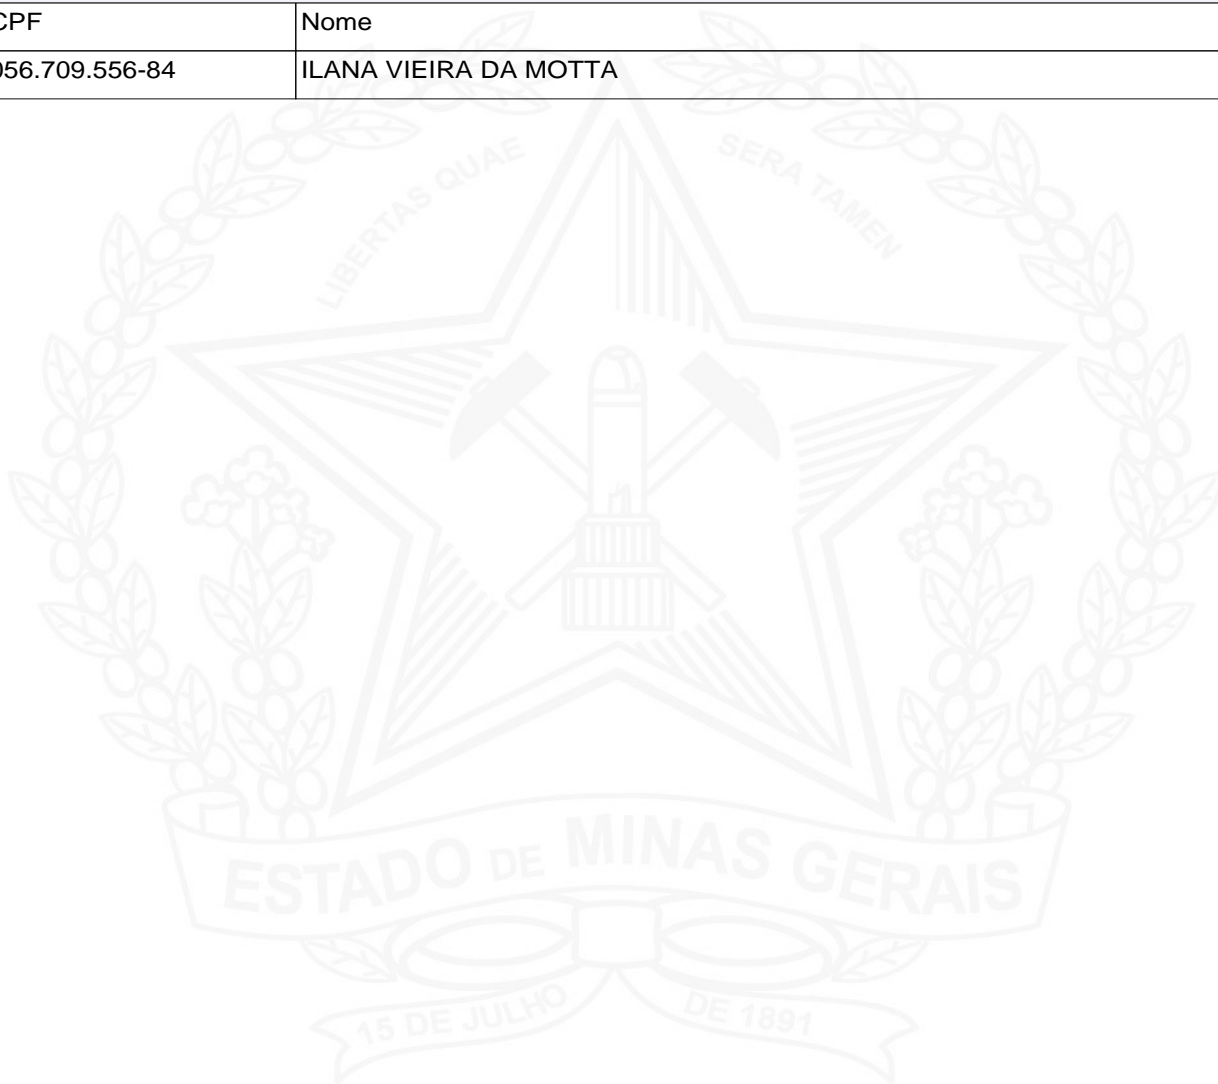 CPF Nome
056.709.556-84 ILANA VIEIRA DA MOTTA
LIBERTAS QUAE SERA TAMEN
ESTADO DE MINAS GERAIS
15 DE JULHO DE 1891